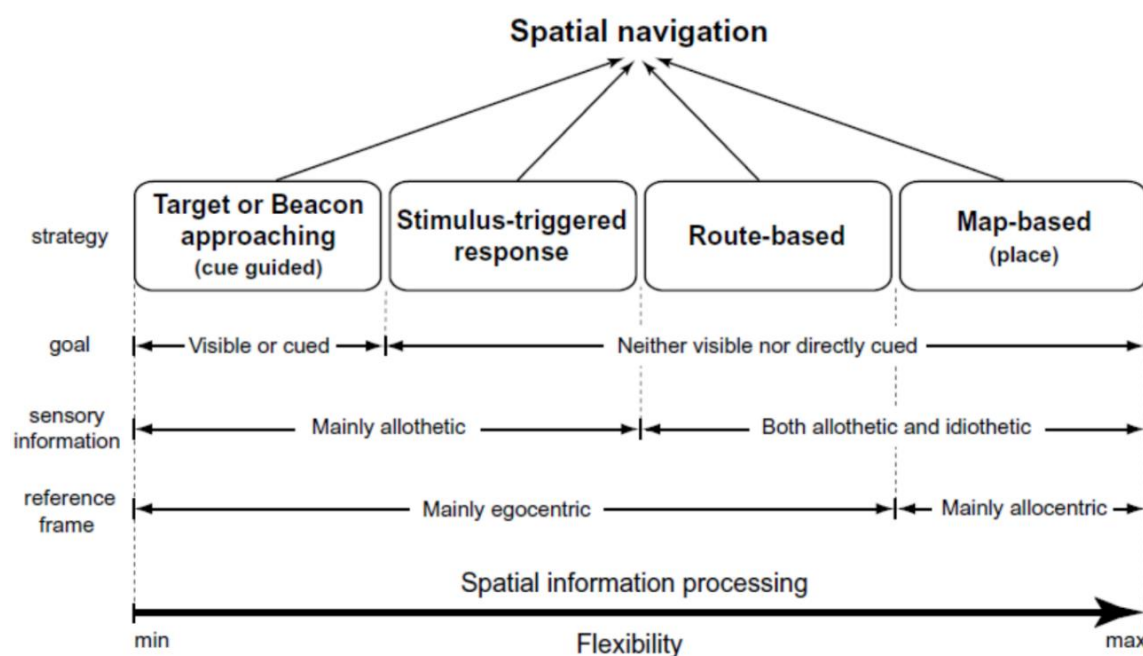 Spatial navigation
strategy
Target or Beacon
approaching
(cue guided)
Stimulus-triggered
response
Route-based
Map-based
(place)
goal
Visible or cued
Neither visible nor directly cued
sensory
information
Mainly allothetic
Both allothetic and idiothetic
reference
frame
Mainly egocentric
Mainly allocentric
Spatial information processing
min
Flexibility
max